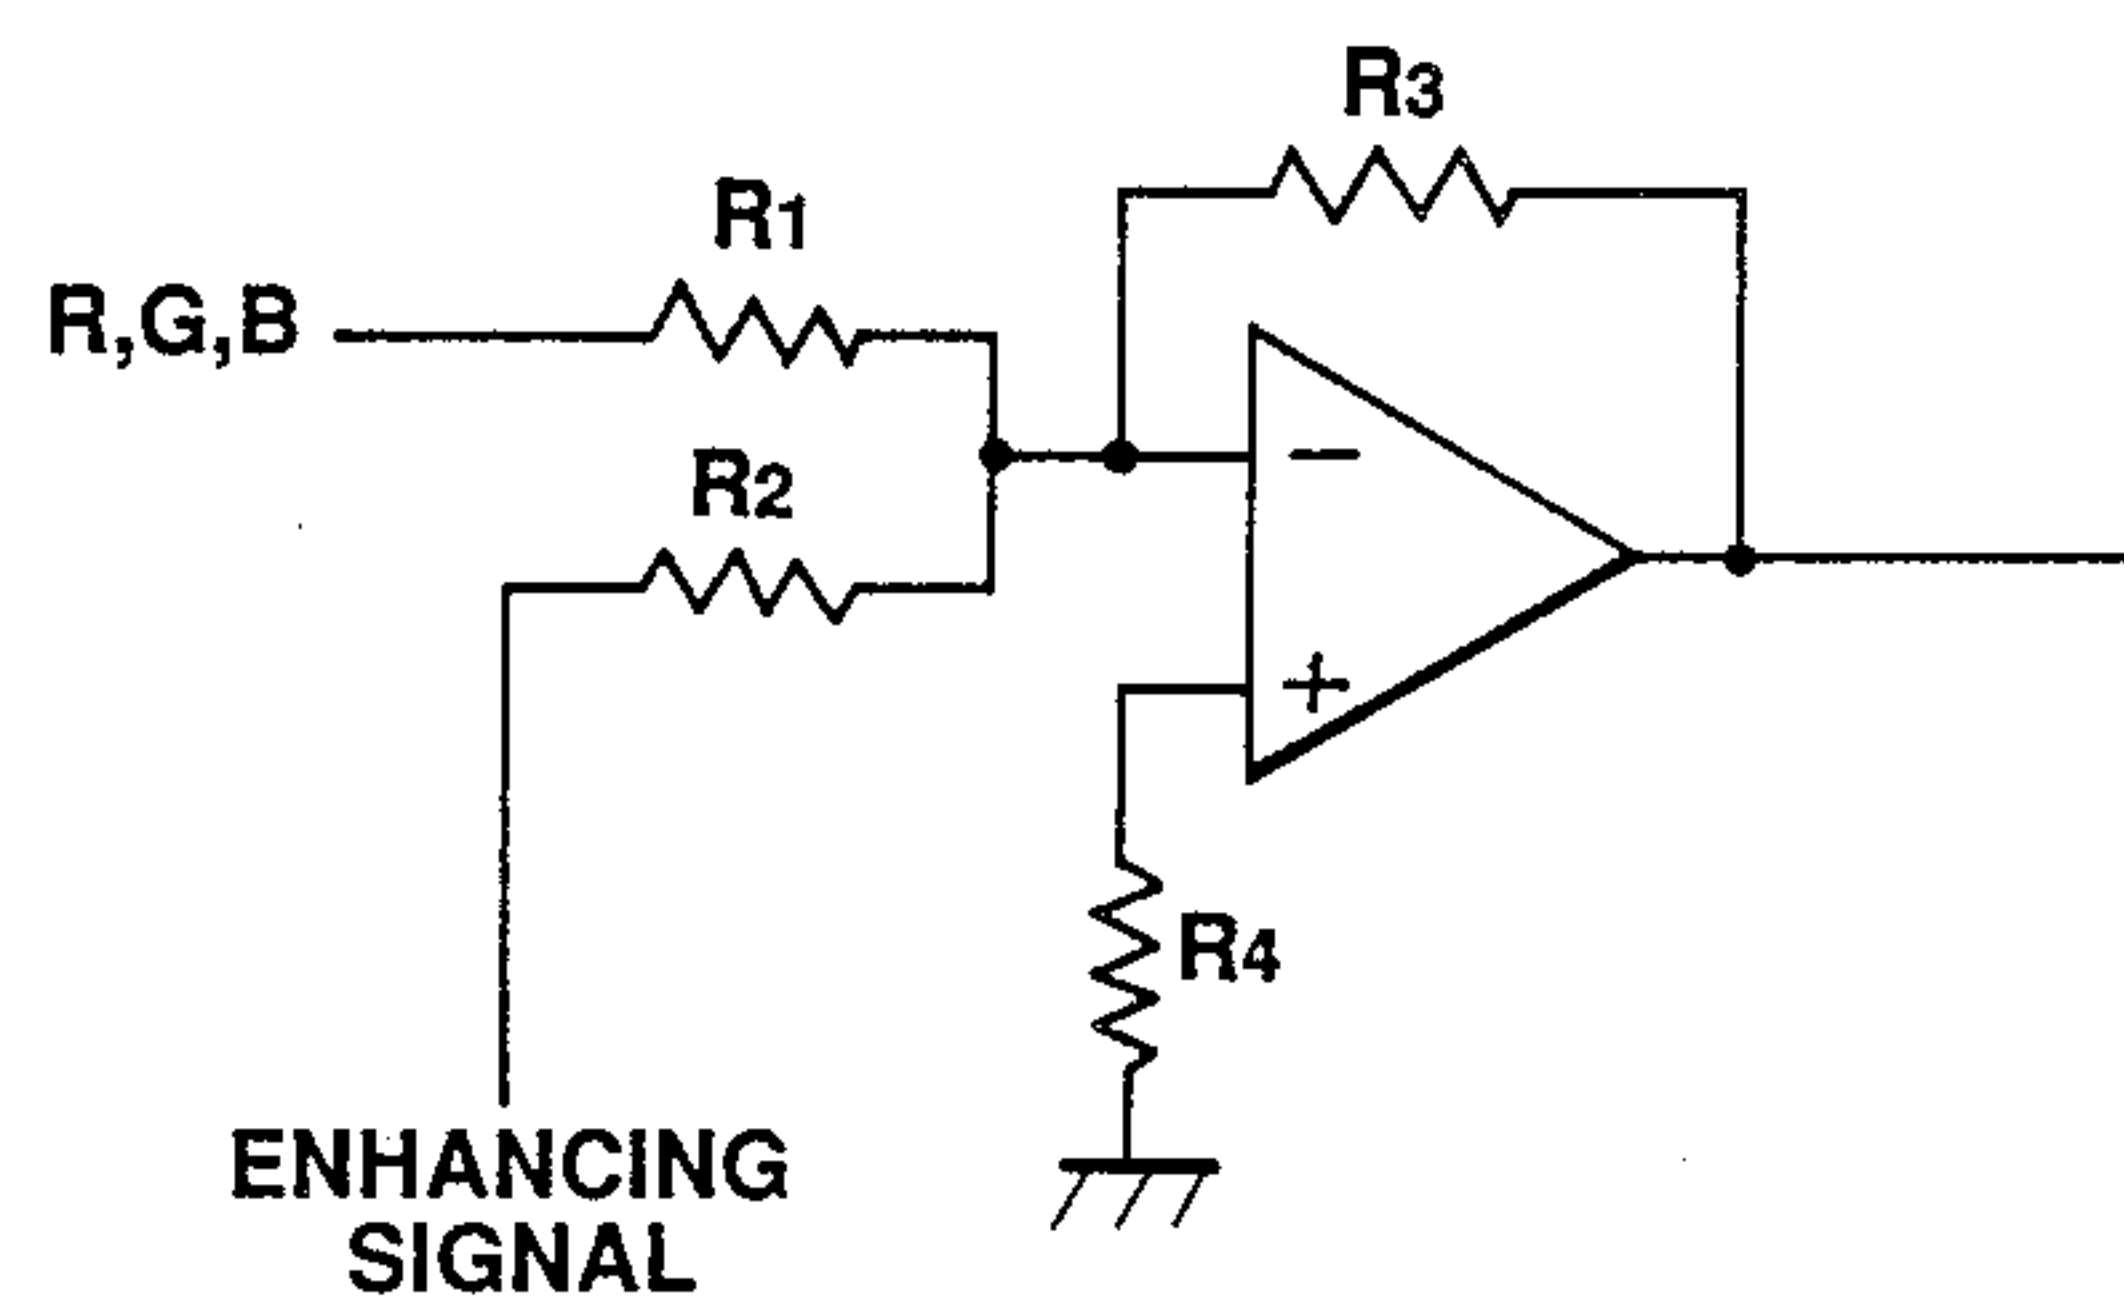 R3
R1
R,G,B
R2
−
+
R4
ENHANCING
SIGNAL